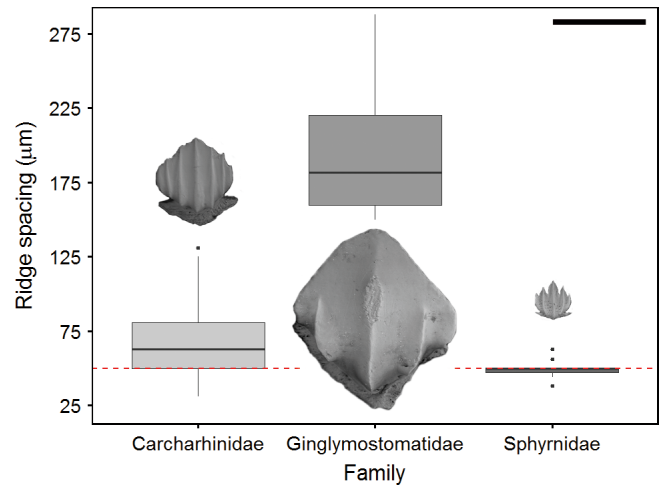 Ridge spacing (μm)
275
225
175
125
75
25
Carcharhinidae Ginglymostomatidae Sphyrnidae
Family